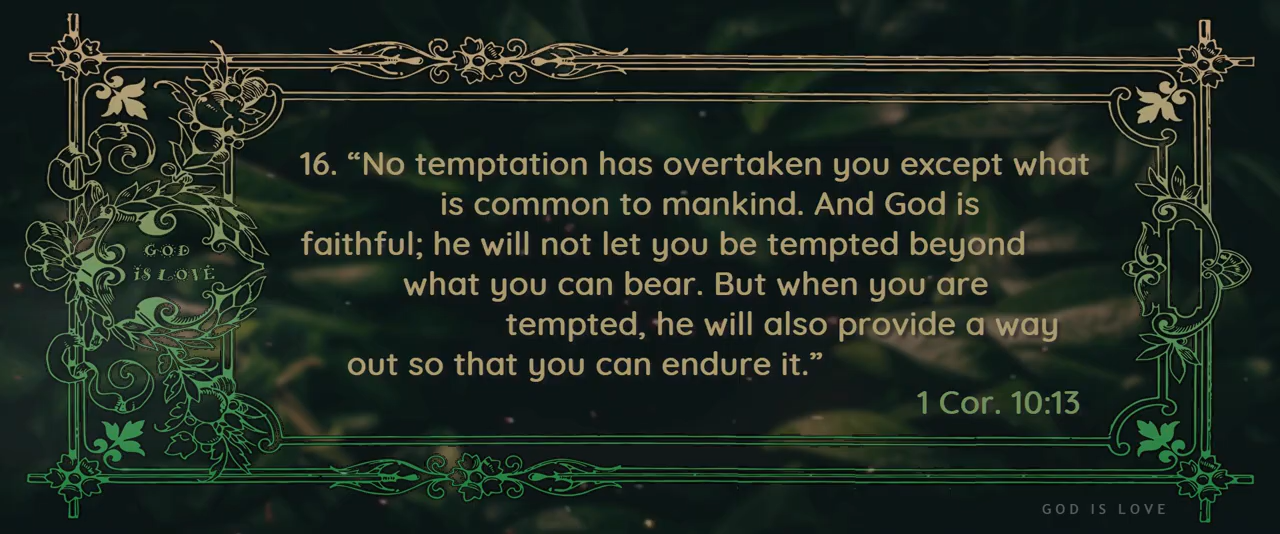 16. “No temptation has overtaken you except what
is common to mankind. And God is
faithful; he will not let you be tempted beyond
what you can bear. But when you are
tempted, he will also provide a way
out so that you can endure it.”
1 Cor. 10:13
GOD
iS LOVE
GOD IS LOVE